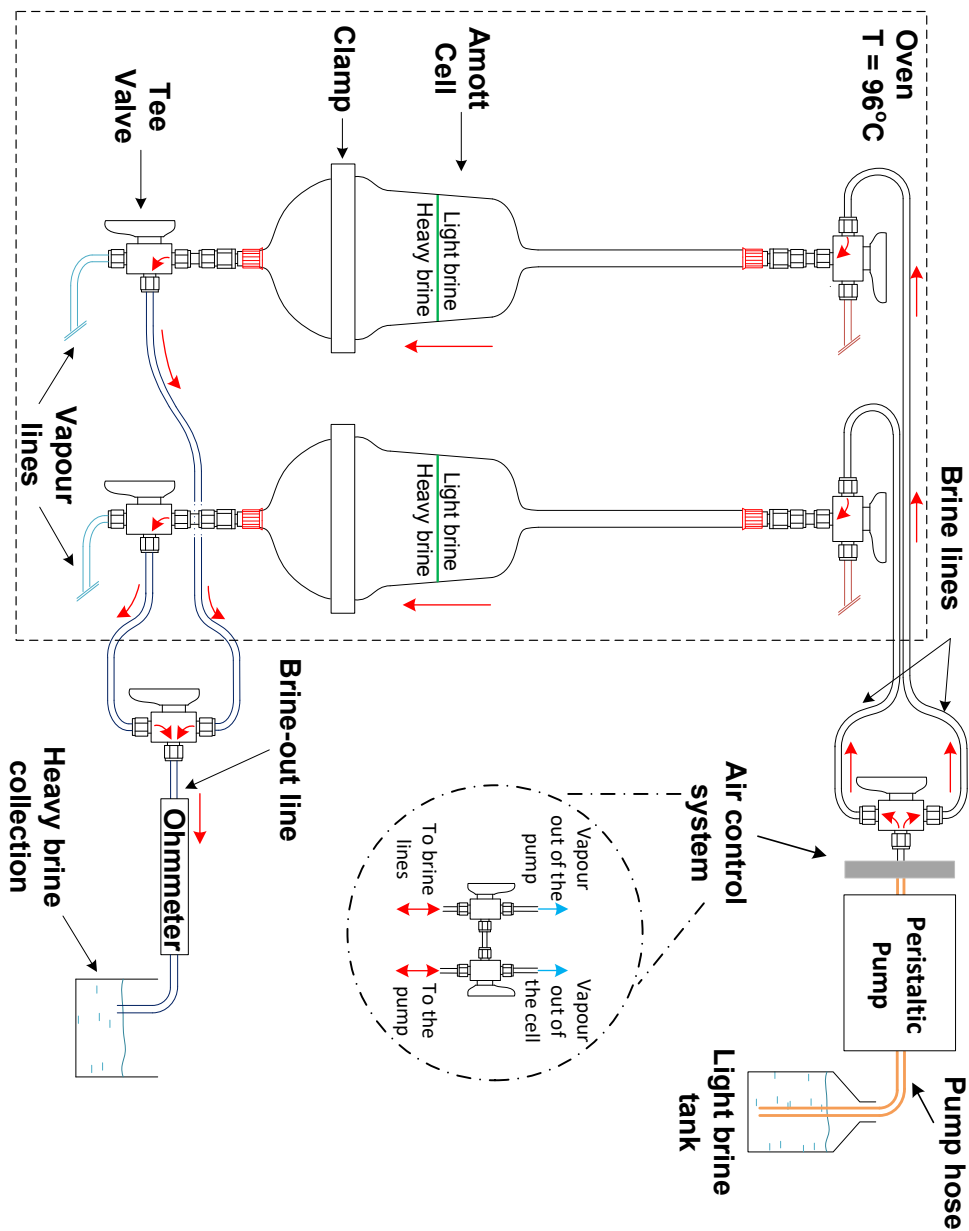 Oven
T = 96°C
Amott
Cell
Clamp
Tee
Valve
Light brine
Heavy brine
Vapour
lines
Light brine
Heavy brine
Brine lines
Brine-out line
Ohmmeter
Heavy brine
collection
Air control
system
Vapour
out of the
pump
To brine
lines
Vapour
out of
the cell
To the
pump
Peristaltic
Pump
Pump hose
Light brine
tank